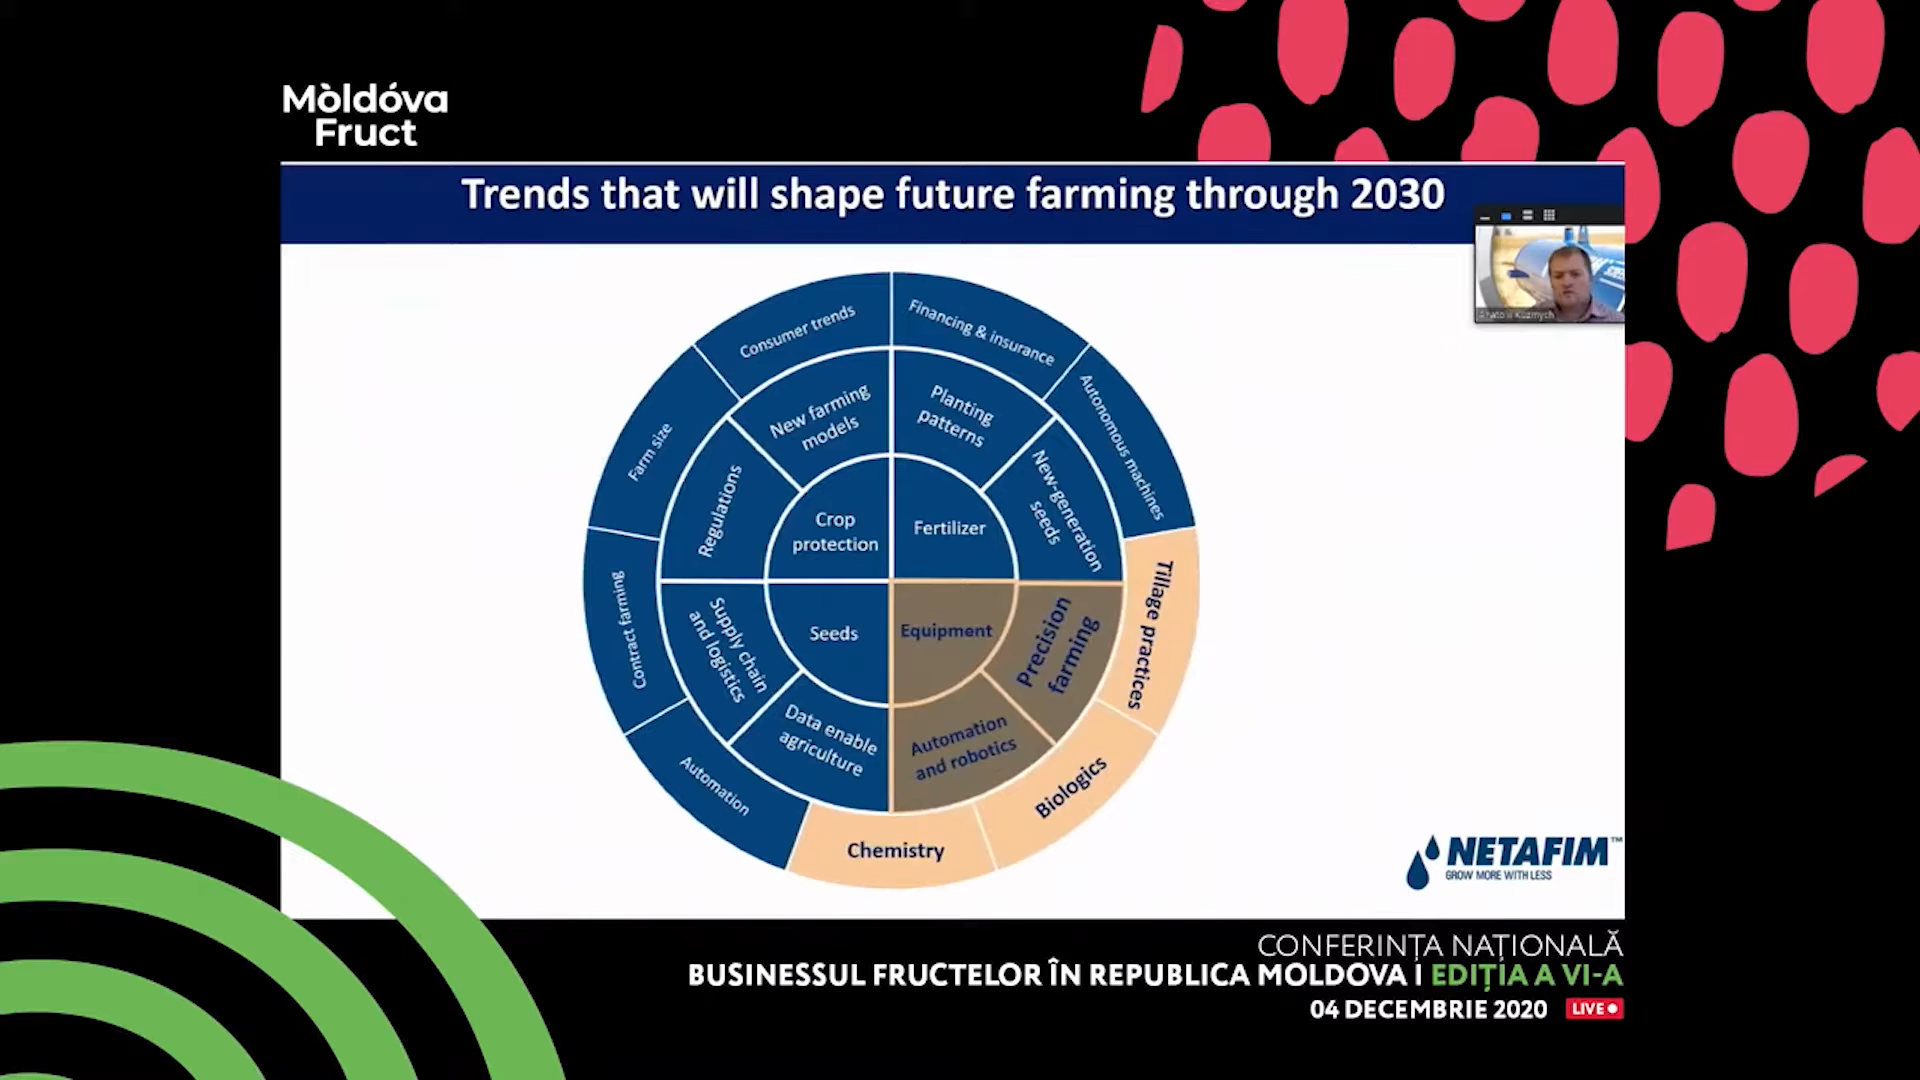 Mòldóva
Fruct
Trends that will shape future farming through 2030
Consumer trends
Financing & insurance
Autonomous machines
Tillage practices
Biologics
Chemistry
Automation
Contract farming
Farm size
New farming
models
Planting
patterns
New-generation
seeds
Precision
farming
Automation
and robotics
Data enable
agriculture
Supply chain
and logistics
Regulations
Crop
protection
Fertilizer
Equipment
Seeds
NETAFIM™
GROW MORE WITH LESS
CONFERINȚA NAȚIONALĂ
BUSINESSUL FRUCTELOR ÎN REPUBLICA MOLDOVA I EDIȚIA A VI-A
04 DECEMBRIE 2020 LIVE